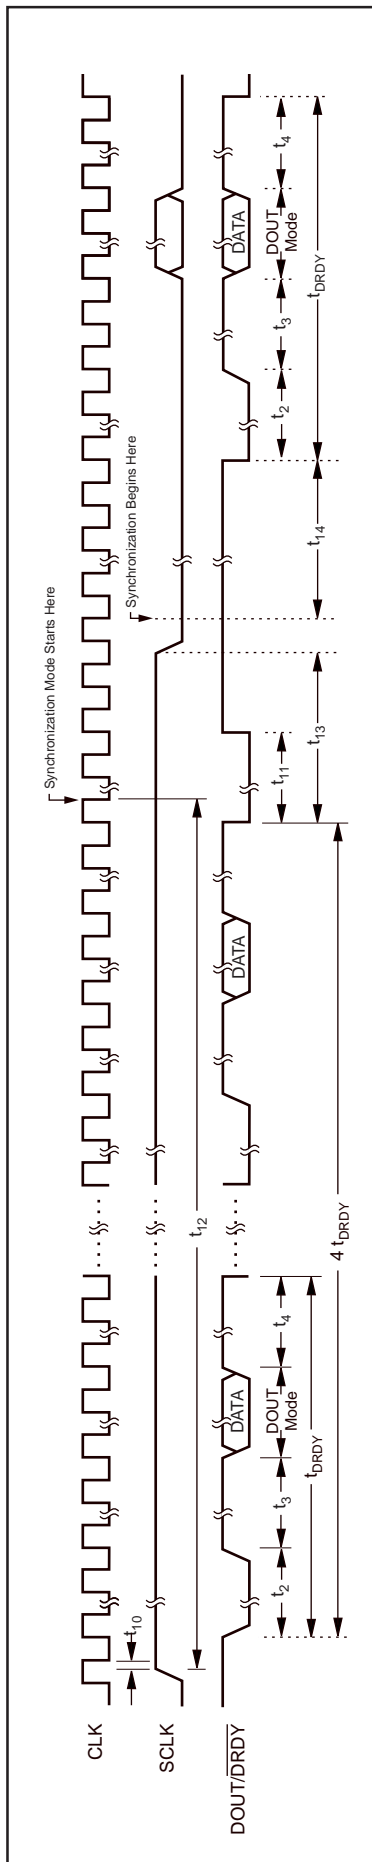 Synchronization Mode Starts Here
Synchronization Begins Here
CLK
t10
SCLK
t12
DOUT/DRDY
DATA
DATA
DATA
t2
t3
DOUT
Mode
t4
t11
t2
t3
DOUT
Mode
t4
tDRDY
t13
t14
tDRDY
4 tDRDY